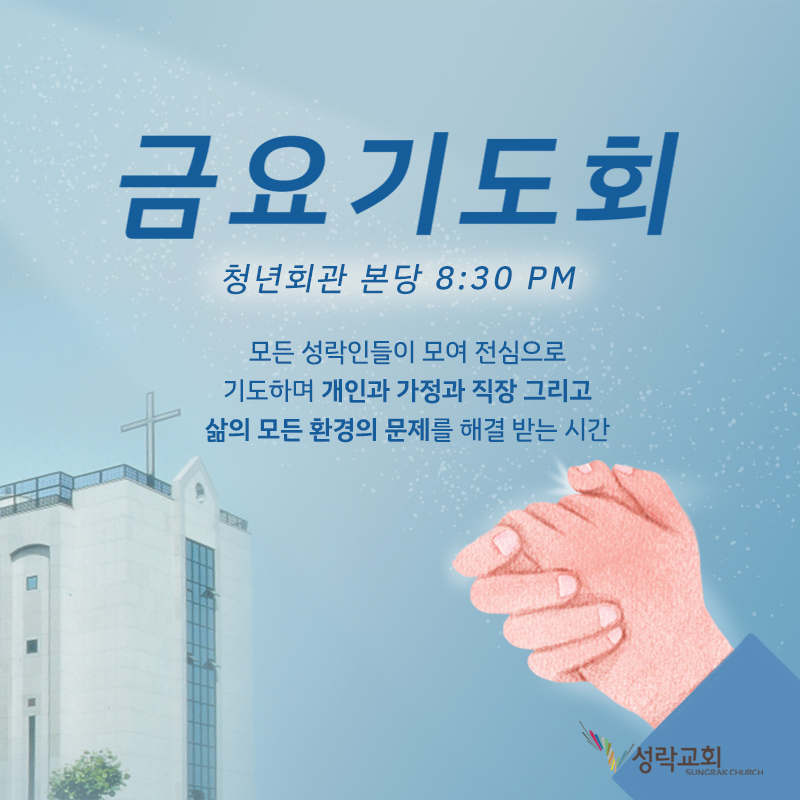 금요기도회
청년회관 본당 8:30 PM
모든 성락인들이 모여 전심으로
기도하며 개인과 가정과 직장 그리고
삶의 모든 환경의 문제를 해결 받는 시간
성락교회
SUNGRAK CHURCH